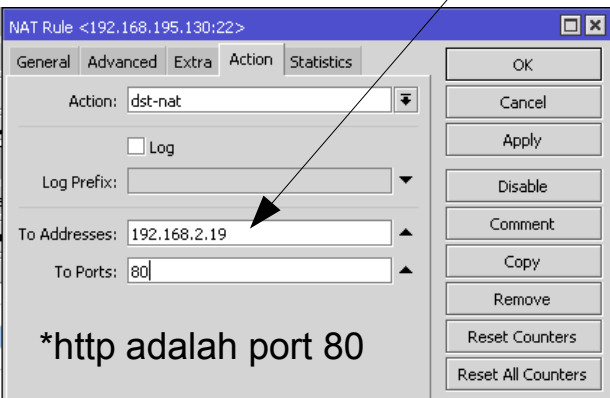 NAT Rule <192.168.195.130:22>
General Advanced Extra Action Statistics
OK
Action: dst-nat
Cancel
Log
Apply
Log Prefix:
Disable
To Addresses: 192.168.2.19
Comment
To Ports: 80
Copy
Remove
*http adalah port 80
Reset Counters
Reset All Counters